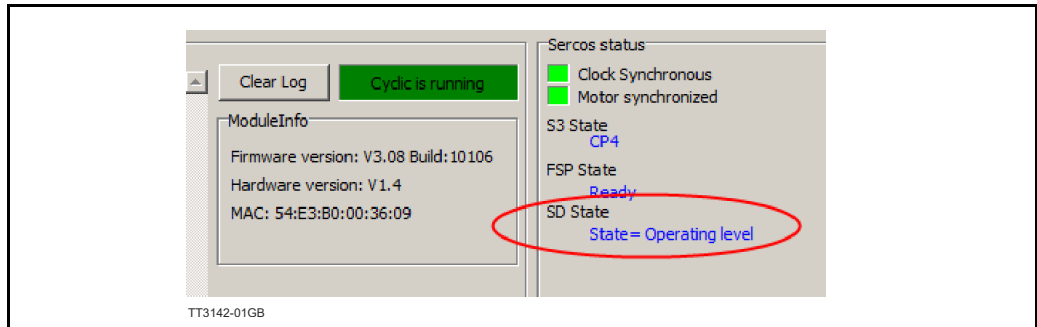 Clear Log
Cyclic is running
ModuleInfo
Firmware version: V3.08 Build:10106
Hardware version: V1.4
MAC: 54:E3:B0:00:36:09
Sercos status
Clock Synchronous
Motor synchronized
S3 State
CP4
FSP State
Ready
SD State
State= Operating level
TT3142-01GB